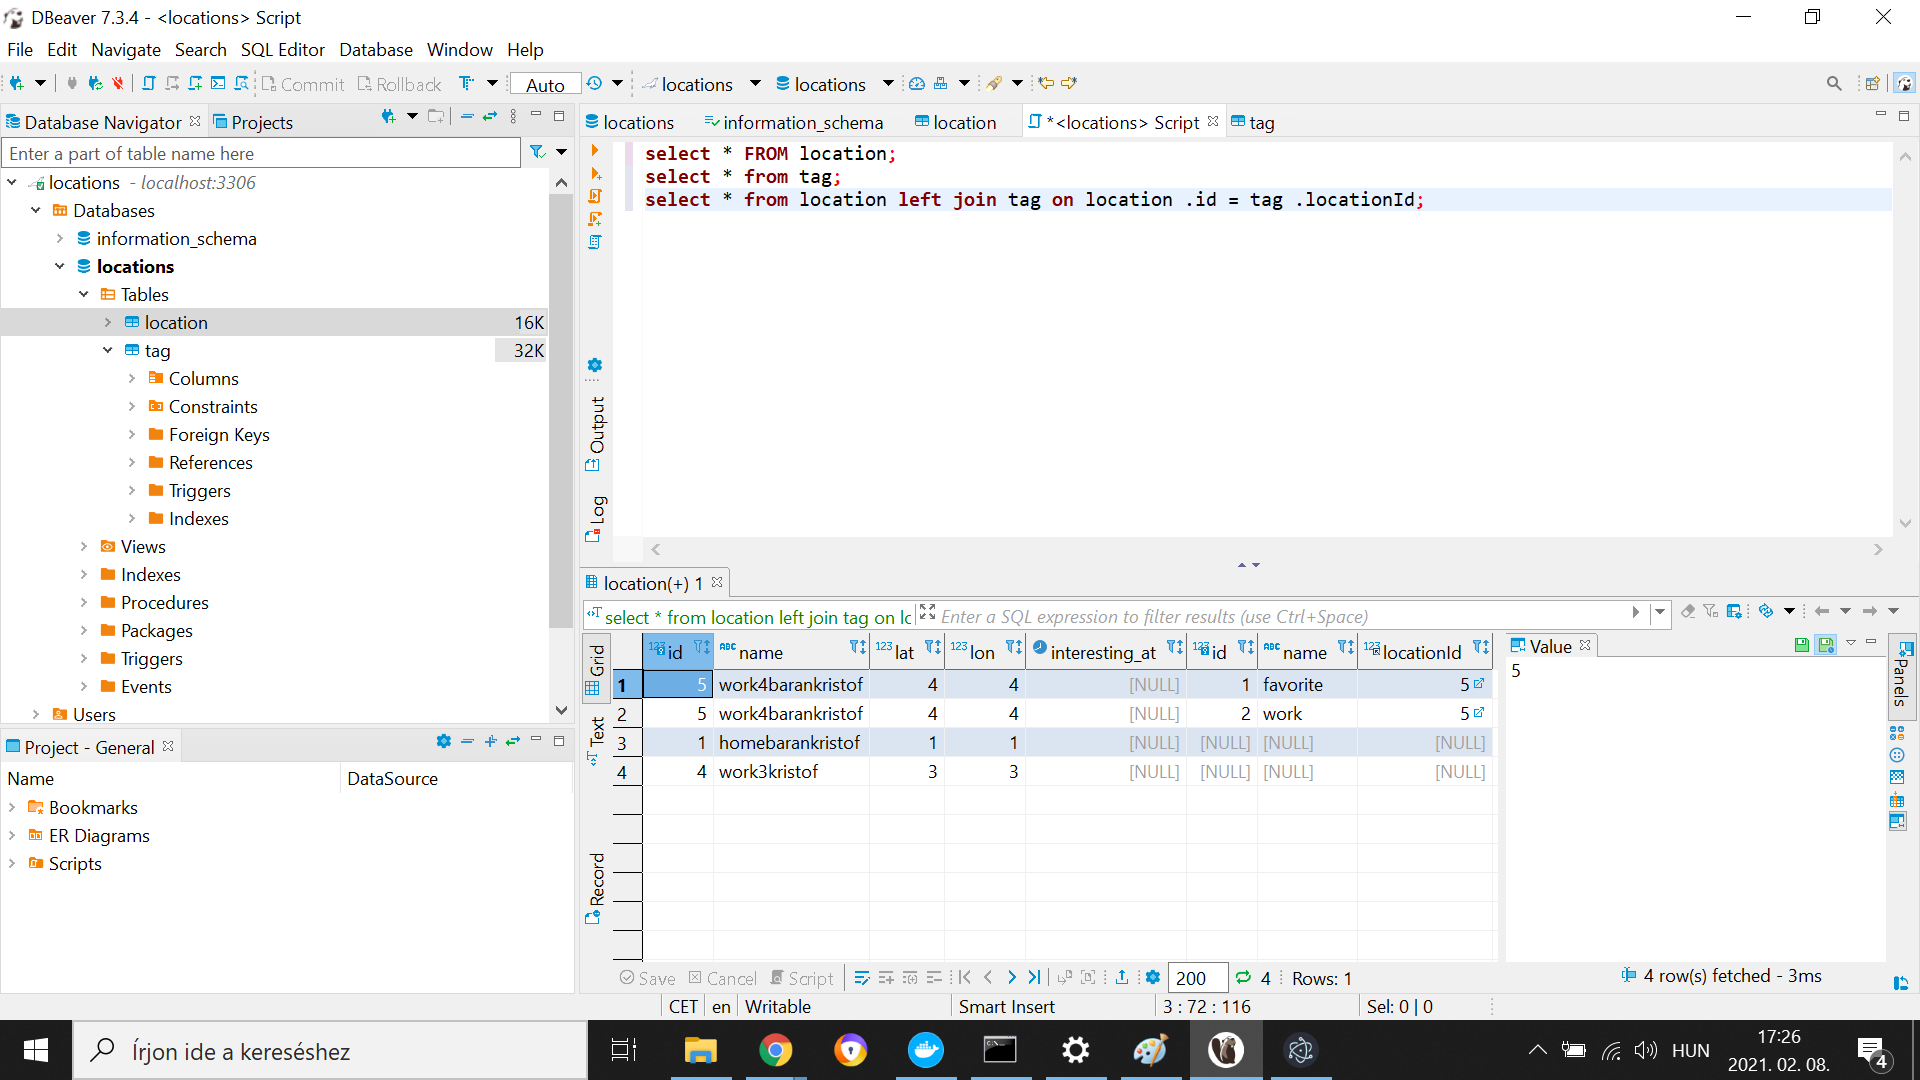 DBeaver 7.3.4 - <locations> Script
File Edit Navigate Search SQL Editor Database Window Help
Commit Rollback Auto locations locations
Database Navigator Projects
Enter a part of table name here
locations - localhost:3306
Databases
information_schema
locations
Tables
location 16K
tag 32K
Columns
Constraints
Foreign Keys
References
Triggers
Indexes
Views
Indexes
Procedures
Packages
Triggers
Events
Users
Project - General
Name DataSource
Bookmarks
ER Diagrams
Scripts
locations information_schema location *<locations> Script tag
select * FROM location;
select * from tag;
select * from location left join tag on location .id = tag .locationId;
Output
Log
location(+) 1
select * from location left join tag on lo Enter a SQL expression to filter results (use Ctrl+Space)
Grid
Text
Record
123 id ABC name 123 lat 123 lon interesting_at 123 id ABC name 123 locationId
1 5 work4barankristof 4 4 [NULL] 1 favorite 5
2 5 work4barankristof 4 4 [NULL] 2 work 5
3 1 homebarankristof 1 1 [NULL] [NULL] [NULL] [NULL]
4 4 work3kristof 3 3 [NULL] [NULL] [NULL] [NULL]
Value
5
Panels
Save Cancel Script 200 4 Rows: 1
4 row(s) fetched - 3ms
CET en Writable Smart Insert 3 : 72 : 116 Sel: 0 | 0
Írjon ide a kereséshez
HUN
17:26
2021. 02. 08.
4